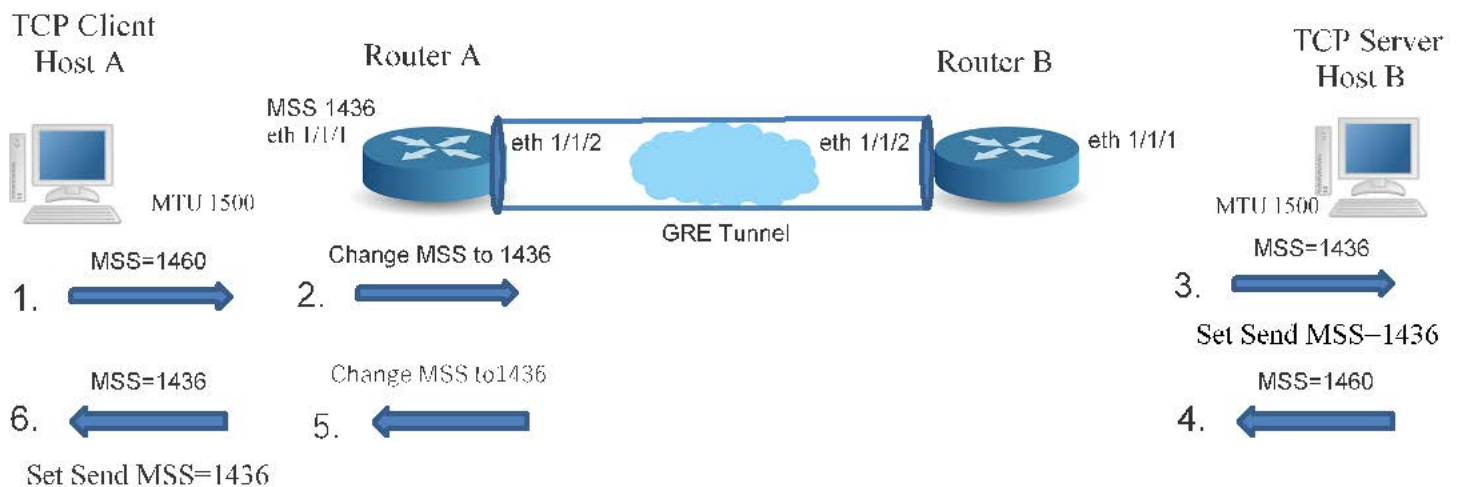 TCP Client
Host A
Router A
Router B
TCP Server
Host B
MSS 1436
eth 1/1/1
eth 1/1/2
eth 1/1/2
eth 1/1/1
MTU 1500
MTU 1500
GRE Tunnel
1.
MSS=1460
2.
Change MSS to 1436
3.
MSS=1436
Set Send MSS–1436
6.
MSS=1436
Set Send MSS=1436
5.
Change MSS to1436
4.
MSS=1460